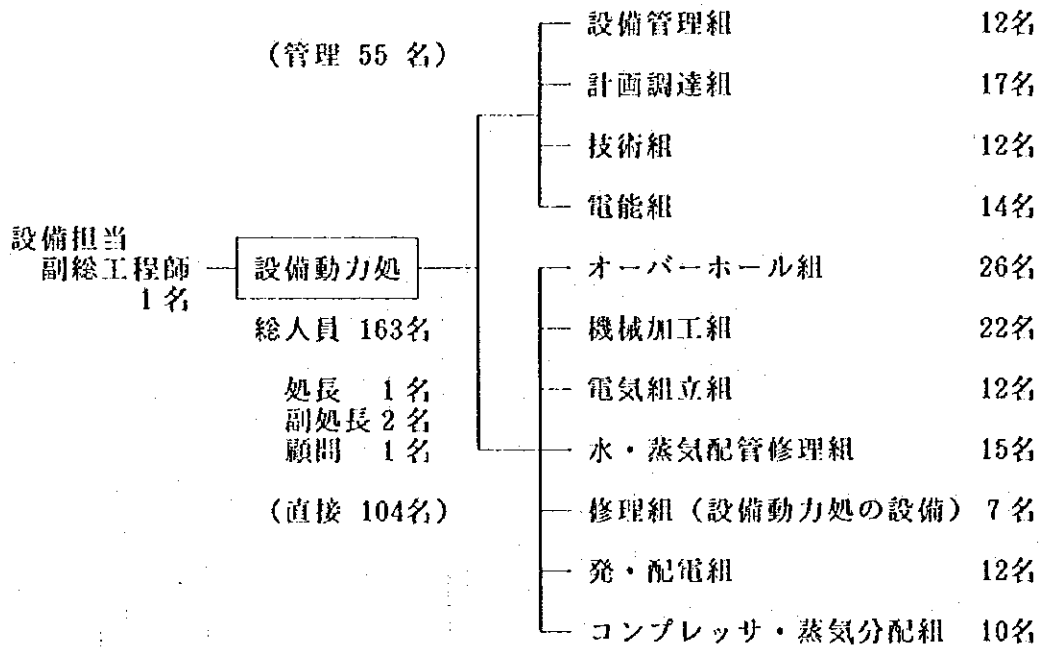 設備管理組 12名
(管理 55 名)
計画調達組 17名
技術組 12名
電能組 14名
設備担当
副総工程師
1名
設備動力処
総人員 163名
処長 1名
副処長 2名
顧問 1名
(直接 104名)
オーバーホール組 26名
機械加工組 22名
電気組立組 12名
水・蒸気配管修理組 15名
修理組 (設備動力処の設備) 7名
発・配電組 12名
コンプレッサ・蒸気分配組 10名